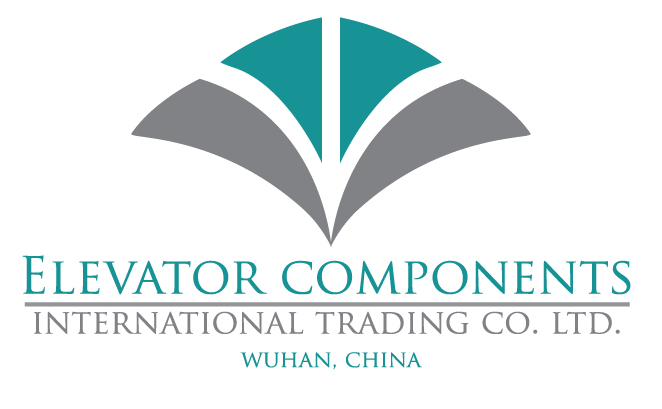 ELEVATOR COMPONENTS
INTERNATIONAL TRADING CO. LTD.
WUHAN, CHINA